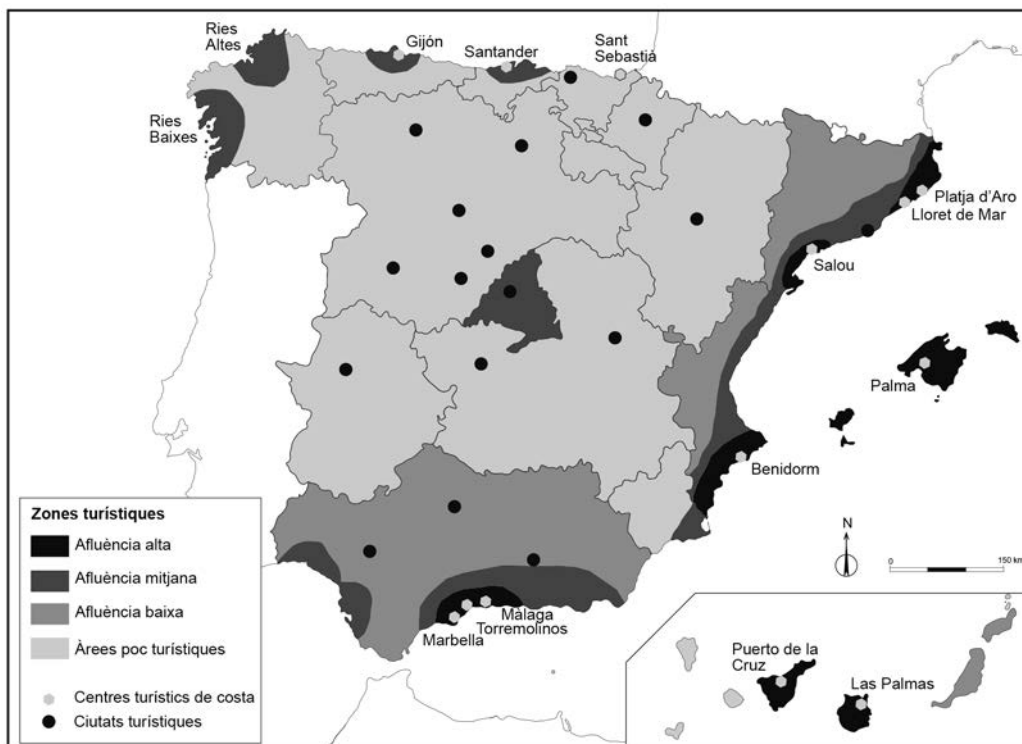 Ries
Altes
Gijón
Santander
Sant
Sebastià
Ries
Baixes
Platja d'Aro
Lloret de Mar
Salou
Palma
Benidorm
Màlaga
Torremolinos
Marbella
Zones turístiques
Afluència alta
Afluència mitjana
Afluència baixa
Àrees poc turístiques
Centres turístics de costa
Ciutats turístiques
N
0 150 km
Puerto de la
Cruz
Las Palmas